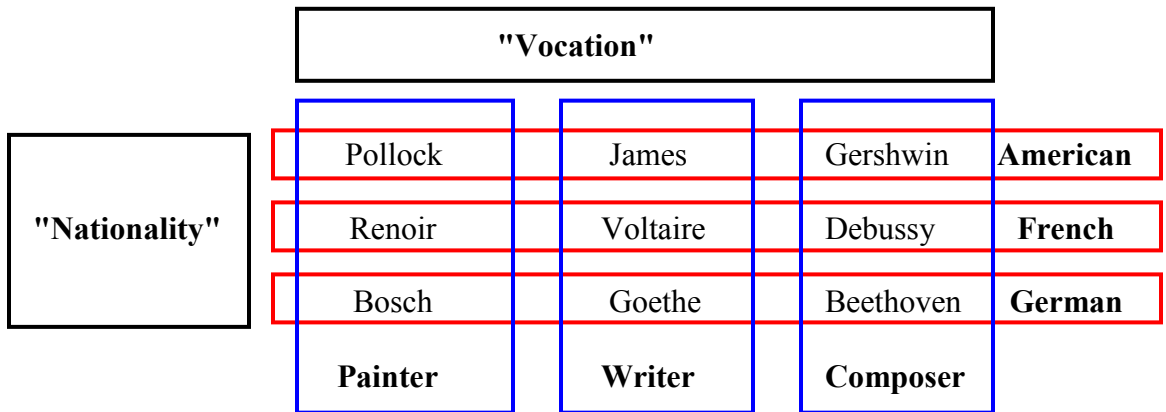 "Vocation"
Pollock James Gershwin American
"Nationality" Renoir Voltaire Debussy French
Bosch Goethe Beethoven German
Painter Writer Composer